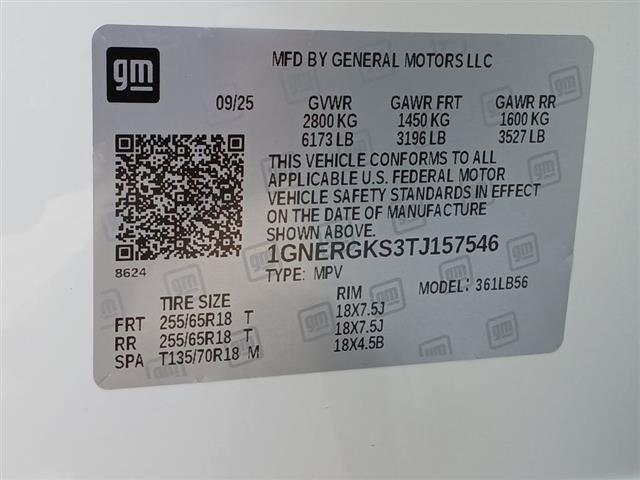 gm
MFD BY GENERAL MOTORS LLC
09/25 GVWR GAWR FRT GAWR RR
2800 KG 1450 KG 1600 KG
6173 LB 3196 LB 3527 LB
THIS VEHICLE CONFORMS TO ALL
APPLICABLE U.S. FEDERAL MOTOR
VEHICLE SAFETY STANDARDS IN EFFECT
ON THE DATE OF MANUFACTURE
SHOWN ABOVE.
1GNERGKS3TJ157546
8624
TYPE: MPV MODEL: 361LB56
TIRE SIZE RIM
FRT 255/65R18 T 18X7.5J
RR 255/65R18 T 18X7.5J
SPA T135/70R18 M 18X4.5B